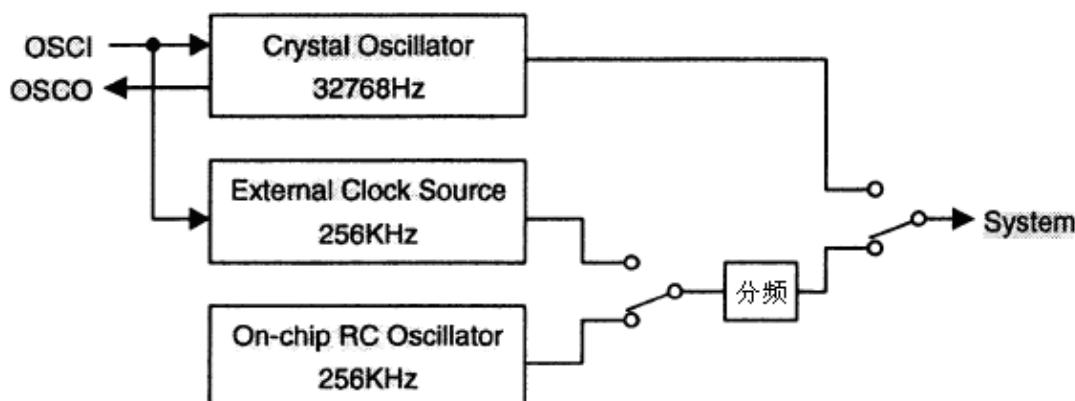 OSCI
OSCO
Crystal Oscillator
32768Hz
External Clock Source
256KHz
On-chip RC Oscillator
256KHz
分频
System